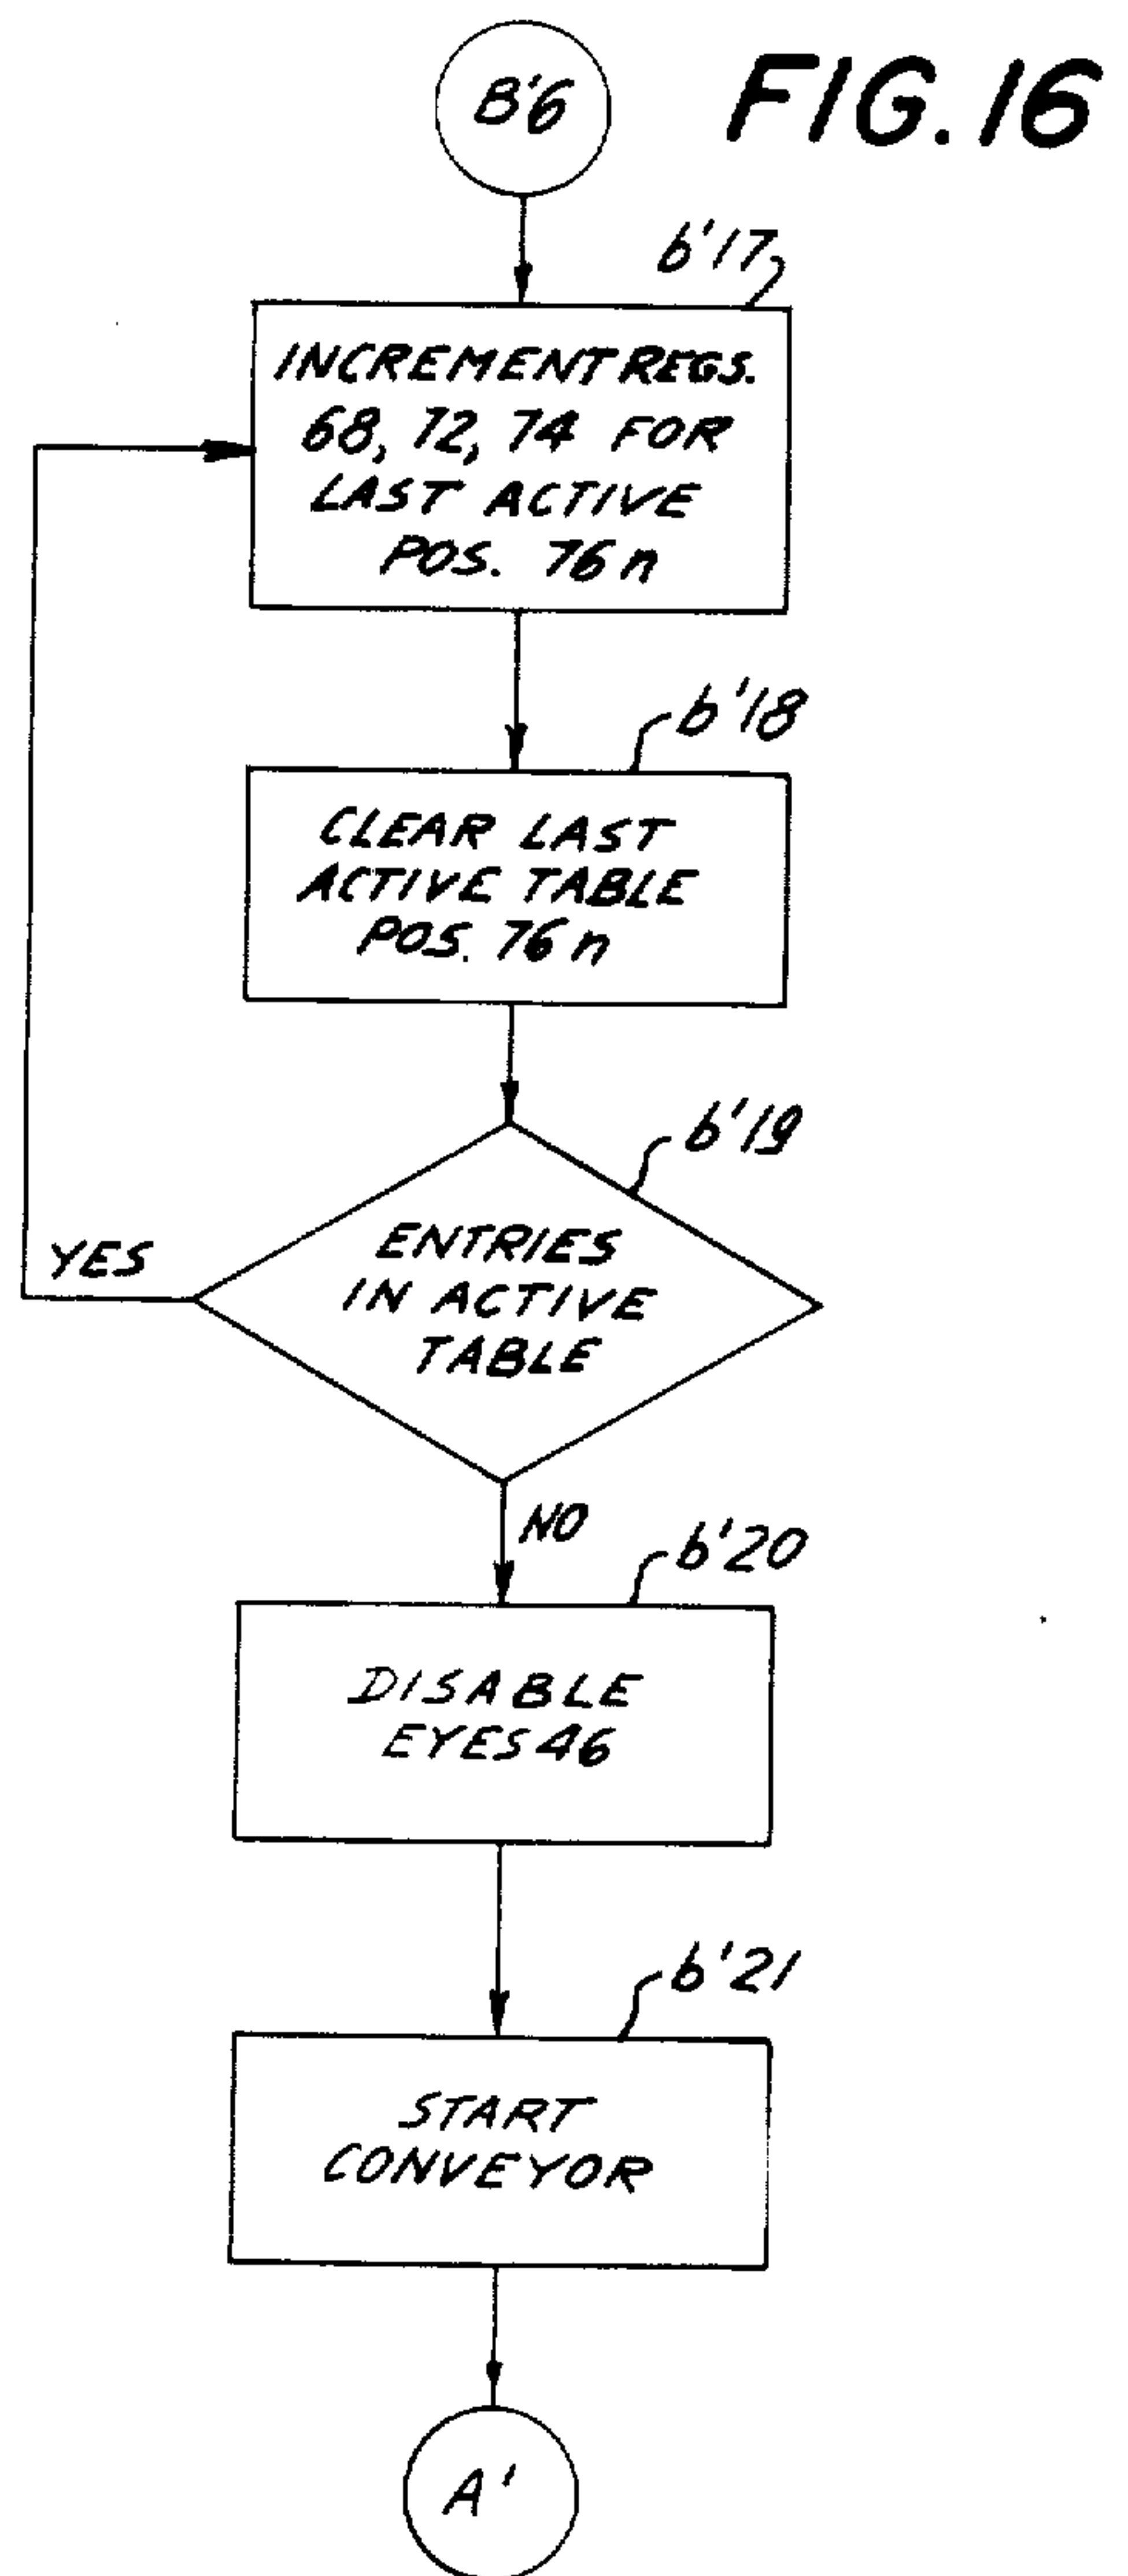 B'6
FIG. 16
b'17
INCREMENT REGS.
68, 72, 74 FOR
LAST ACTIVE
POS. 76n
b'18
CLEAR LAST
ACTIVE TABLE
POS. 76n
b'19
ENTRIES
IN ACTIVE
TABLE
YES
NO
b'20
DISABLE
EYES 46
b'21
START
CONVEYOR
A'